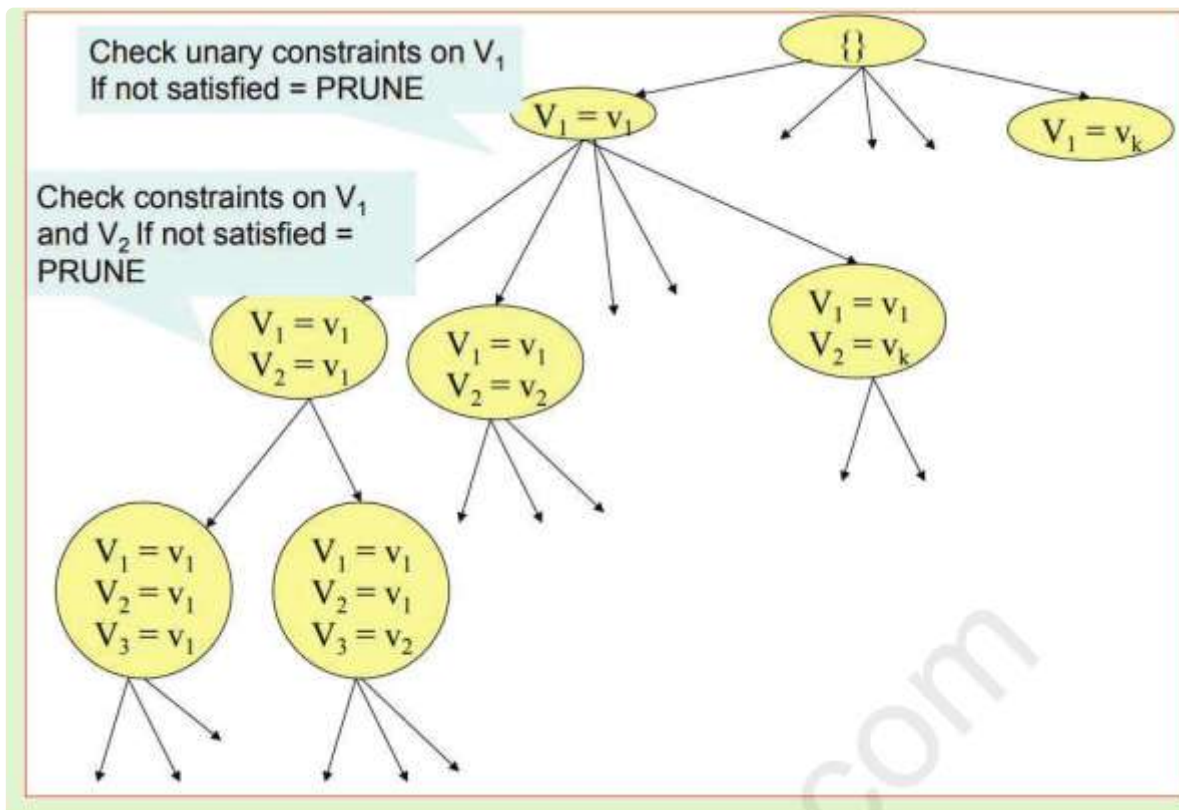 {}
Check unary constraints on V₁
If not satisfied = PRUNE
V₁ = v₁
V₁ = vₖ
Check constraints on V₁
and V₂ If not satisfied =
PRUNE
V₁ = v₁
V₂ = v₁
V₁ = v₁
V₂ = v₂
V₁ = v₁
V₂ = vₖ
V₁ = v₁
V₂ = v₁
V₃ = v₁
V₁ = v₁
V₂ = v₁
V₃ = v₂
.com